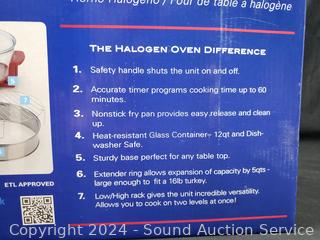 Horno Halógeno / Four de table à halogène
THE HALOGEN OVEN DIFFERENCE
1. Safety handle shuts the unit on and off.
2. Accurate timer programs cooking time up to 60
minutes.
3. Nonstick fry pan provides easy release and clean
up.
4. Heat-resistant Glass Container- 12qt and Dish-
washer Safe.
5. Sturdy base perfect for any table top.
6. Extender ring allows expansion of capacity by 5qts -
large enough to fit a 16lb turkey.
7. Low/High rack gives the unit incredible versatility.
Allows you to cook on two levels at once!
5
7
ETL APPROVED
Copyright 2024 - Sound Auction Service